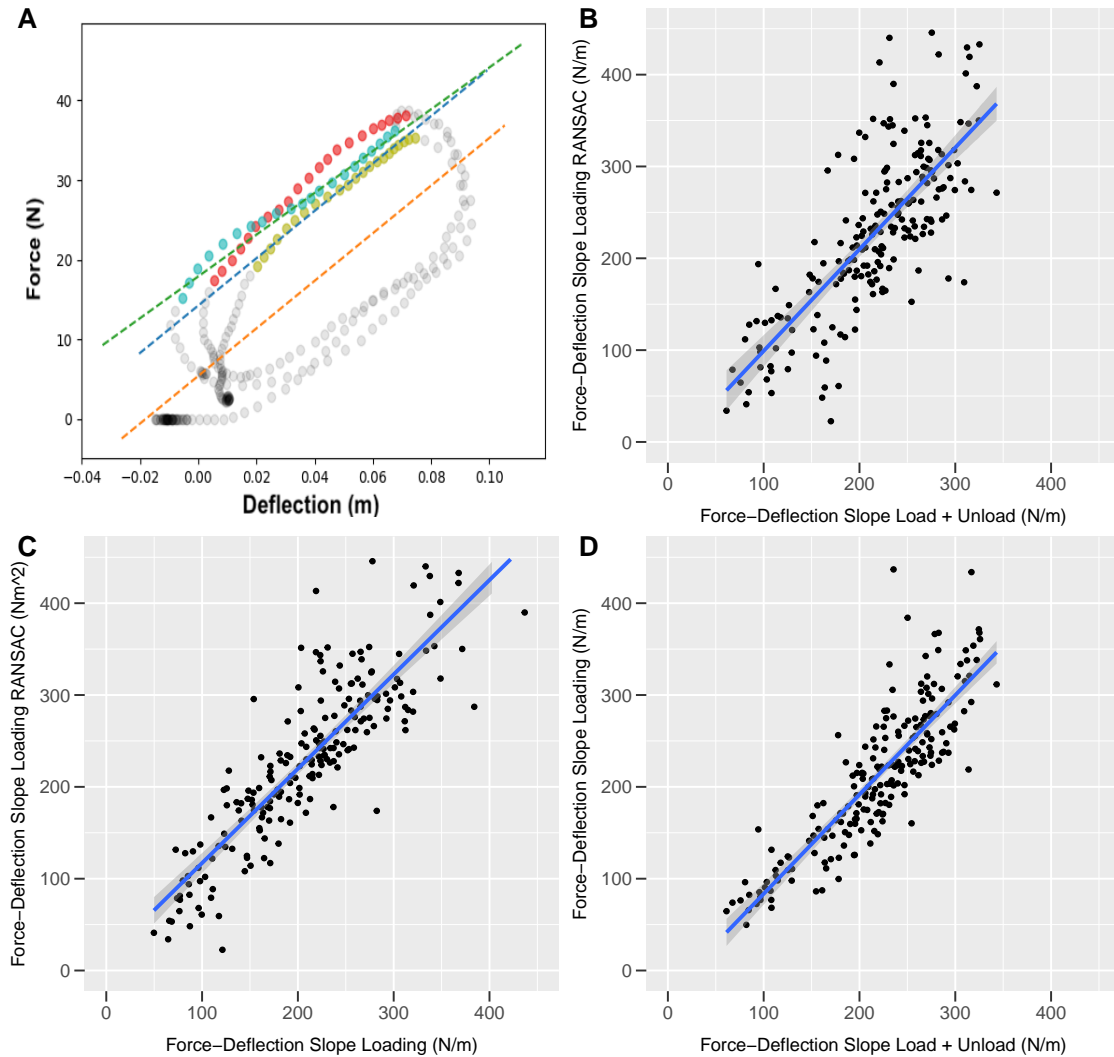 A
Force (N)
40
30
20
10
0
−0.04 −0.02 0.00 0.02 0.04 0.06 0.08 0.10
Deflection (m)
B
Force−Deflection Slope Loading RANSAC (N/m)
400
300
200
100
0
0 100 200 300 400
Force−Deflection Slope Load + Unload (N/m)
C
Force−Deflection Slope Loading RANSAC (Nm^2)
400
300
200
100
0
0 100 200 300 400
Force−Deflection Slope Loading (N/m)
D
Force−Deflection Slope Loading (N/m)
400
300
200
100
0
0 100 200 300 400
Force−Deflection Slope Load + Unload (N/m)